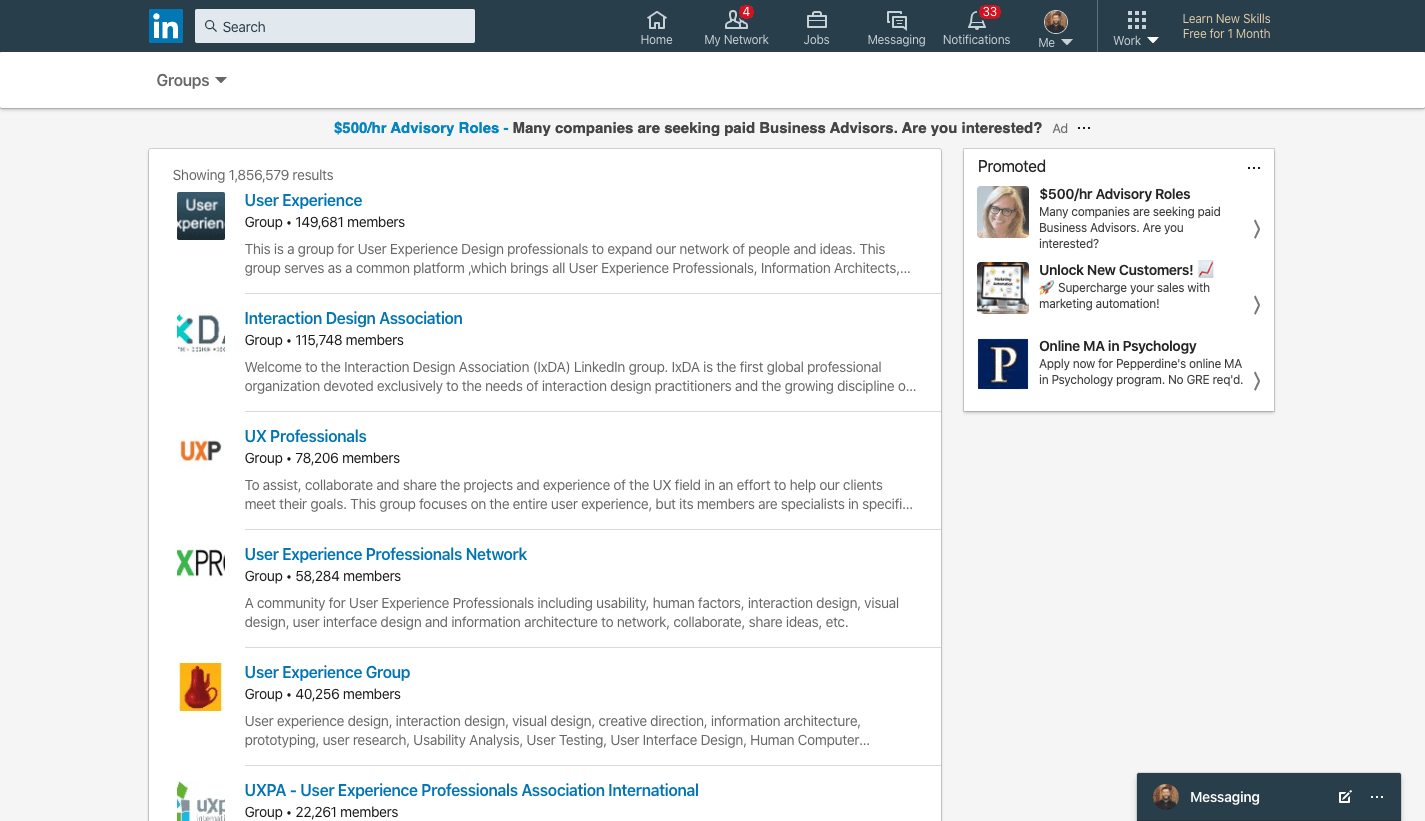 in
Search
Home
4
My Network
Jobs
Messaging
33
Notifications
Me
Work
Learn New Skills
Free for 1 Month
Groups
$500/hr Advisory Roles - Many companies are seeking paid Business Advisors. Are you interested? Ad ···
Showing 1,856,579 results
User
xperien
User Experience
Group • 149,681 members
This is a group for User Experience Design professionals to expand our network of people and ideas. This
group serves as a common platform ,which brings all User Experience Professionals, Information Architects,...
Interaction Design Association
Group • 115,748 members
Welcome to the Interaction Design Association (IxDA) LinkedIn group. IxDA is the first global professional
organization devoted exclusively to the needs of interaction design practitioners and the growing discipline o...
UXP
UX Professionals
Group • 78,206 members
To assist, collaborate and share the projects and experience of the UX field in an effort to help our clients
meet their goals. This group focuses on the entire user experience, but its members are specialists in specifi...
XPR
User Experience Professionals Network
Group • 58,284 members
A community for User Experience Professionals including usability, human factors, interaction design, visual
design, user interface design and information architecture to network, collaborate, share ideas, etc.
User Experience Group
Group • 40,256 members
User experience design, interaction design, visual design, creative direction, information architecture,
prototyping, user research, Usability Analysis, User Testing, User Interface Design, Human Computer...
uxp
UXPA - User Experience Professionals Association International
Group • 22,261 members
Promoted ···
$500/hr Advisory Roles
Many companies are seeking paid
Business Advisors. Are you
interested?
Marketing
Automation
Unlock New Customers! 📈
🚀 Supercharge your sales with
marketing automation!
P
Online MA in Psychology
Apply now for Pepperdine's online MA
in Psychology program. No GRE req'd.
Messaging ···